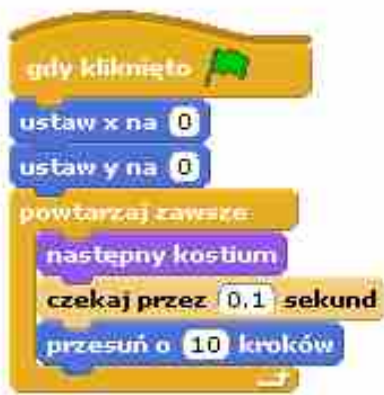 gdy kliknięto
ustaw x na 0
ustaw y na 0
powtarzaj zawsze
następny kostium
czekaj przez 0.1 sekund
przesuń o 10 kroków